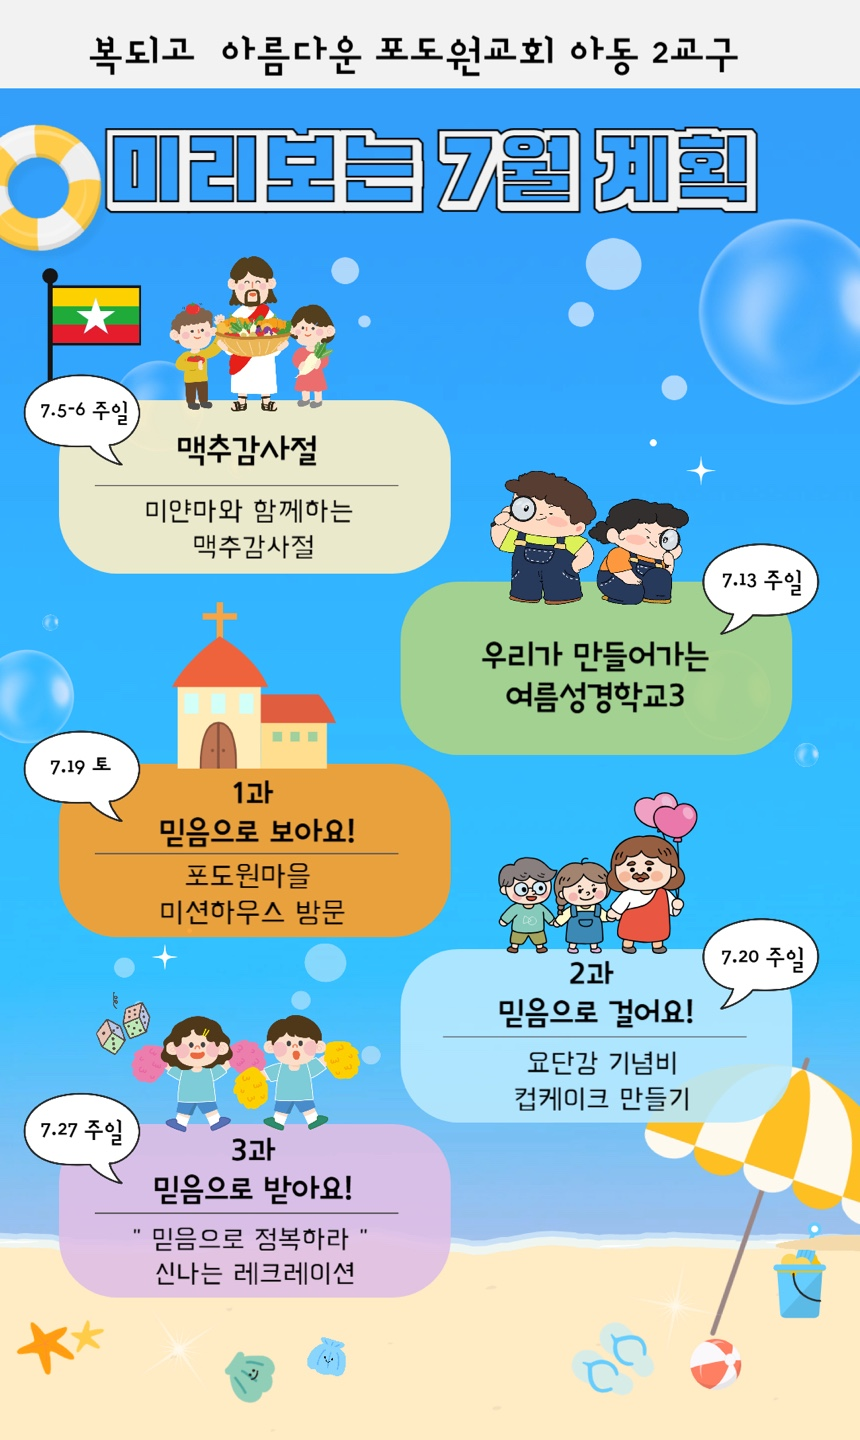 복되고 아름다운 포도원교회 아동 2교구
미리보는 7월 계획
7.5-6 주일
맥추감사절
미얀마와 함께하는
맥추감사절
7.13 주일
우리가 만들어가는
여름성경학교3
7.19 토
1과
믿음으로 보아요!
포도원마을
미션하우스 방문
7.20 주일
2과
믿음으로 걸어요!
요단강 기념비
컵케이크 만들기
7.27 주일
3과
믿음으로 받아요!
" 믿음으로 점복하라 "
신나는 레크레이션